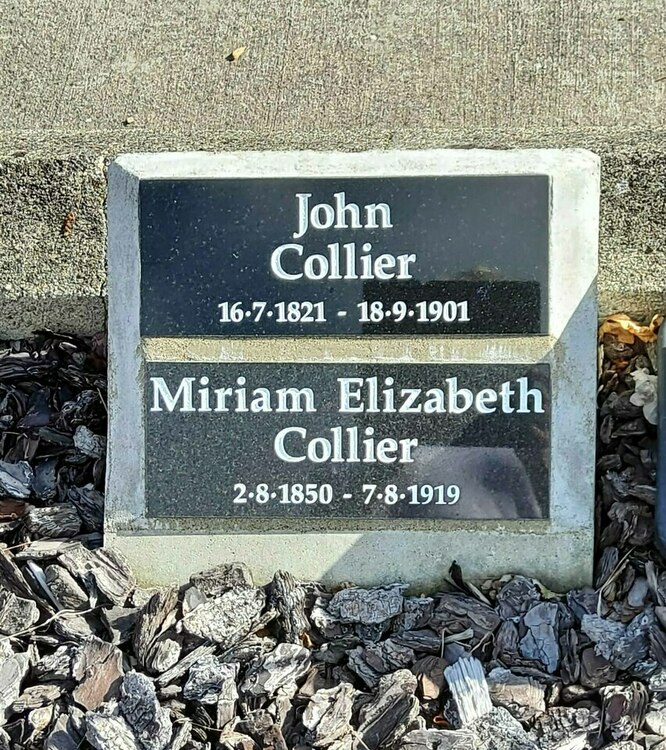 John
Collier
16·7·1821 - 18·9·1901
Miriam Elizabeth
Collier
2·8·1850 - 7·8·1919